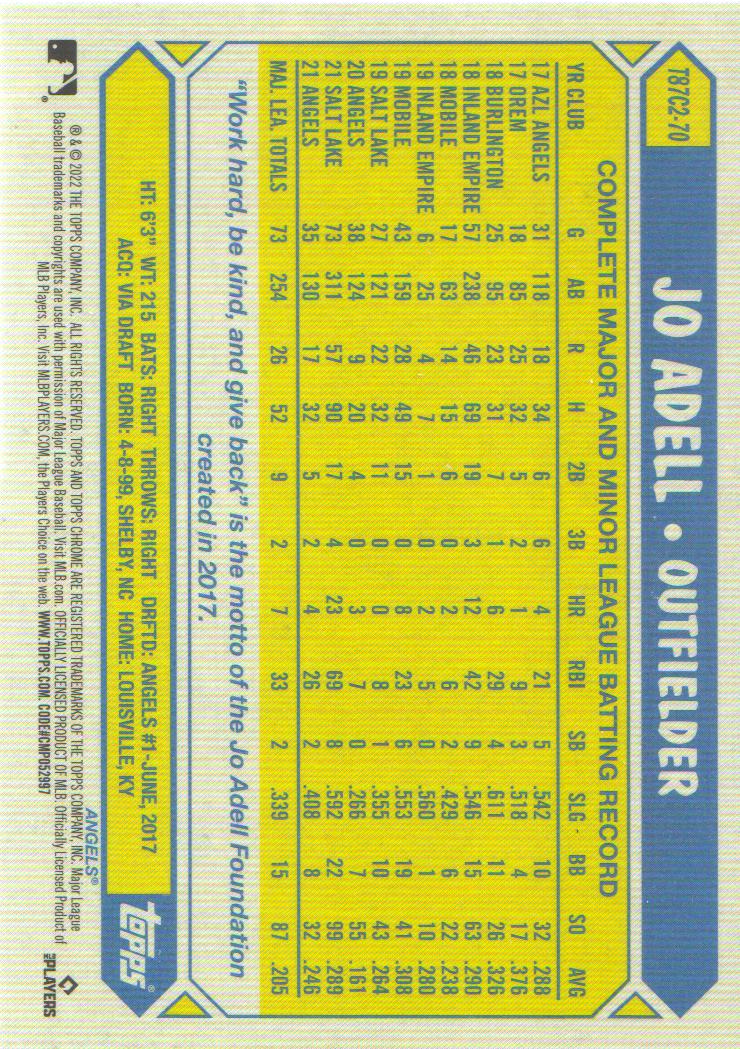 T87C2-70
JO ADELL • OUTFIELDER
COMPLETE MAJOR AND MINOR LEAGUE BATTING RECORD
YR CLUB G AB R H 2B 3B HR RBI SB SLG BB SO AVG
17 AZL ANGELS 31 118 18 34 6 6 4 21 5 .542 10 32 .288
17 OREM 18 85 25 32 5 2 1 9 3 .518 4 17 .376
18 BURLINGTON 25 95 23 31 7 1 6 29 4 .611 11 26 .326
18 INLAND EMPIRE 57 238 46 69 19 3 12 42 9 .546 15 63 .290
18 MOBILE 17 63 14 15 6 0 2 6 2 .429 6 22 .238
19 INLAND EMPIRE 6 25 4 7 1 0 2 5 0 .560 1 10 .280
19 MOBILE 43 159 28 49 15 0 8 23 6 .553 19 41 .308
19 SALT LAKE 27 121 22 32 11 0 0 8 1 .355 10 43 .264
20 ANGELS 38 124 9 20 4 0 3 7 0 .266 7 55 .161
21 SALT LAKE 73 311 57 90 17 4 23 69 8 .592 22 99 .289
21 ANGELS 35 130 17 32 5 2 4 26 2 .408 8 32 .246
MAJ. LEA. TOTALS 73 254 26 52 9 2 7 33 2 .339 15 87 .205
“Work hard, be kind, and give back” is the motto of the Jo Adell Foundation
created in 2017.
HT: 6'3" WT: 215 BATS: RIGHT THROWS: RIGHT DRFTD: ANGELS #1-JUNE, 2017
ACQ: VIA DRAFT BORN: 4-8-99, SHELBY, NC HOME: LOUISVILLE, KY
topps®
ANGELS®
® & © 2022 THE TOPPS COMPANY, INC. ALL RIGHTS RESERVED. TOPPS AND TOPPS CHROME ARE REGISTERED TRADEMARKS OF THE TOPPS COMPANY, INC. Major League
Baseball trademarks and copyrights are used with permission of Major League Baseball. Visit MLB.com. OFFICIALLY LICENSED PRODUCT OF MLB. Officially Licensed Product of
MLB Players, Inc. Visit MLBPLAYERS.COM, the Players Choice on the web. WWW.TOPPS.COM. CODE#CMP052997
®
MLB PLAYERS